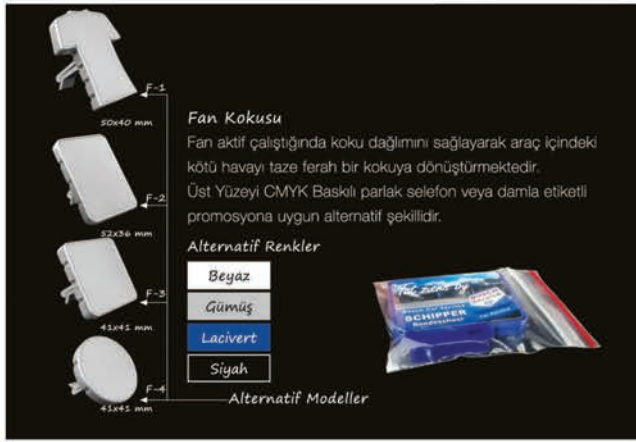 F-1
50x40 mm
F-2
52x36 mm
F-3
41x41 mm
F-4
41x41 mm
Fan Kokusu
Fan aktif çalıştığında koku dağlımını sağlayarak araç içindeki
kötü havayı taze ferah bir kokuya dönüştürmektedir.
Üst Yüzeyi CMYK Baskılı parlak selefon veya damla etiketli
promosyona uygun alternatif şekillidir.
Alternatif Renkler
Beyaz
Gümüş
Lacivert
Siyah
Alternatif Modeller
SCHIPPER